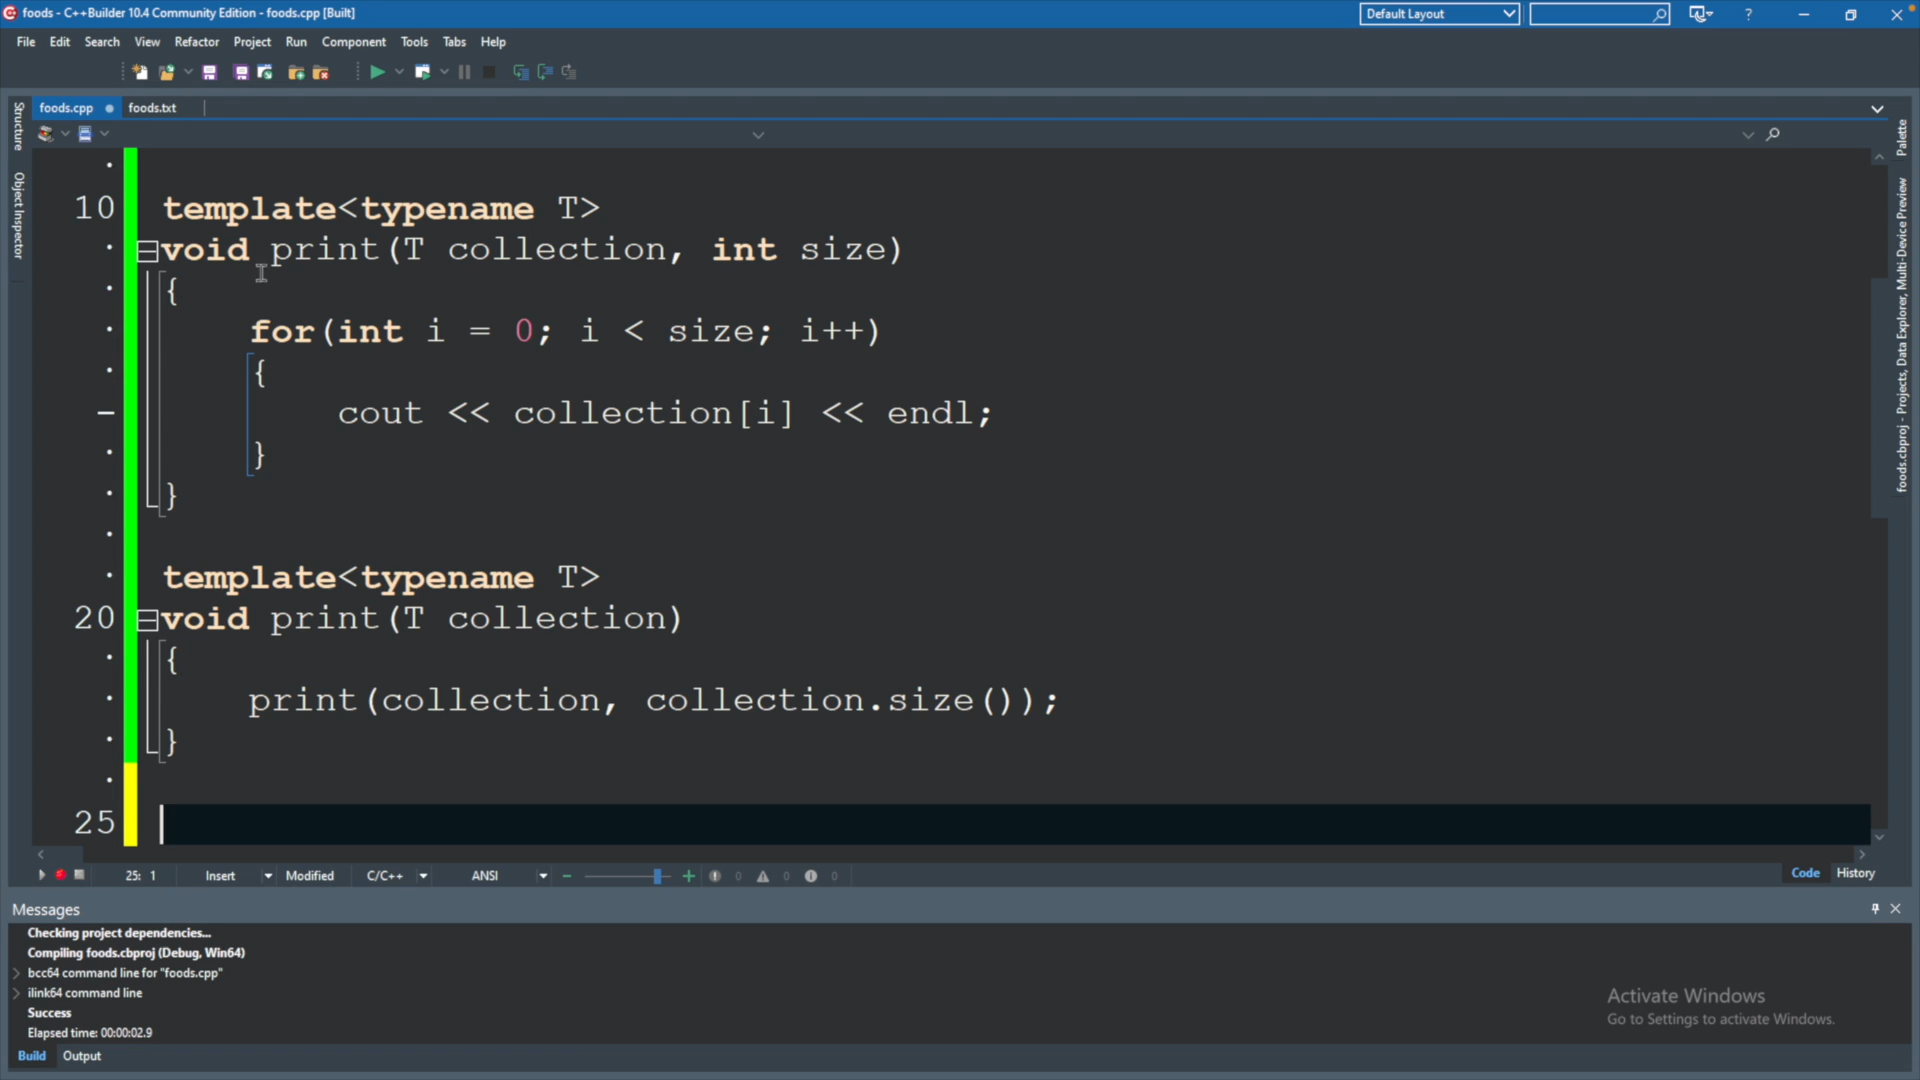 foods - C++Builder 10.4 Community Edition - foods.cpp [Built]
Default Layout
?
File Edit Search View Refactor Project Run Component Tools Tabs Help
foods.cpp foods.txt
Structure
Object Inspector
Palette
foods.cbproj - Projects, Data Explorer, Multi-Device Preview
10 template<typename T>
void print(T collection, int size)
{
for(int i = 0; i < size; i++)
{
cout << collection[i] << endl;
}
}
template<typename T>
20 void print(T collection)
{
print(collection, collection.size());
}
25
25: 1 Insert Modified C/C++ ANSI 0 0 0
Code History
Messages
Checking project dependencies...
Compiling foods.cbproj (Debug, Win64)
bcc64 command line for "foods.cpp"
ilink64 command line
Success
Elapsed time: 00:00:02.9
Activate Windows
Go to Settings to activate Windows.
Build Output